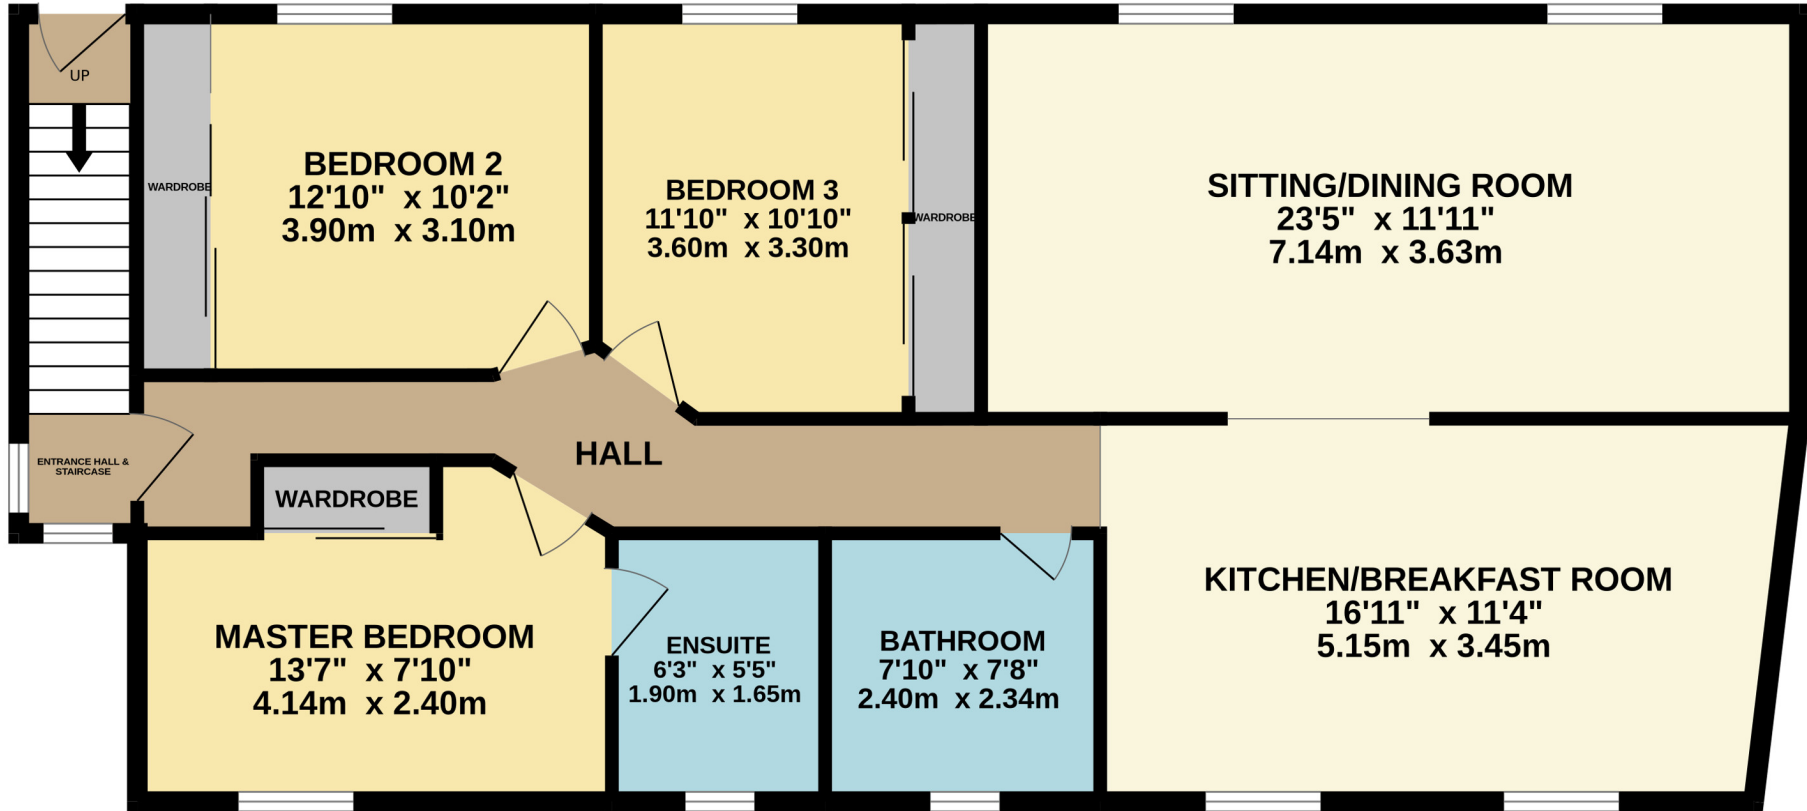 UP
WARDROBE
BEDROOM 2
12'10" x 10'2"
3.90m x 3.10m
BEDROOM 3
11'10" x 10'10"
3.60m x 3.30m
WARDROBE
SITTING/DINING ROOM
23'5" x 11'11"
7.14m x 3.63m
ENTRANCE HALL &
STAIRCASE
HALL
WARDROBE
MASTER BEDROOM
13'7" x 7'10"
4.14m x 2.40m
ENSUITE
6'3" x 5'5"
1.90m x 1.65m
BATHROOM
7'10" x 7'8"
2.40m x 2.34m
KITCHEN/BREAKFAST ROOM
16'11" x 11'4"
5.15m x 3.45m